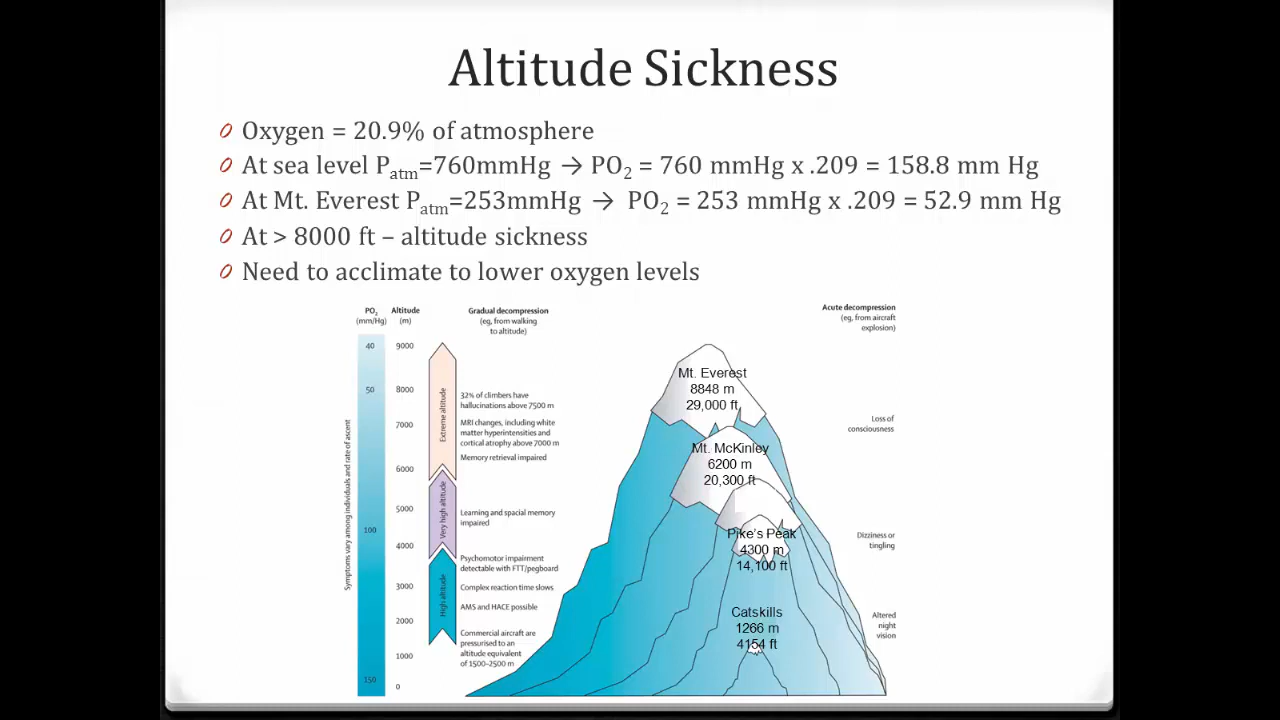 Altitude Sickness
Oxygen = 20.9% of atmosphere
At sea level Patm=760mmHg → PO2 = 760 mmHg x .209 = 158.8 mm Hg
At Mt. Everest Patm=253mmHg → PO2 = 253 mmHg x .209 = 52.9 mm Hg
At > 8000 ft – altitude sickness
Need to acclimate to lower oxygen levels
PO2
(mm/Hg)
Altitude
(m)
Gradual decompression
(eg, from walking
to altitude)
Acute decompression
(eg, from aircraft
explosion)
Symptoms vary among individuals and rate of ascent
40
50
100
150
9000
8000
7000
6000
5000
4000
3000
2000
1000
0
Extreme altitude
Very high altitude
High altitude
32% of climbers have
hallucinations above 7500 m
MRI changes, including white
matter hyperintensities and
cortical atrophy above 7000 m
Memory retrieval impaired
Learning and spacial memory
impaired
Psychomotor impairment
detectable with FTT/pegboard
Complex reaction time slows
AMS and HACE possible
Commercial aircraft are
pressurised to an
altitude equivalent
of 1500–2500 m
Mt. Everest
8848 m
29,000 ft
Mt. McKinley
6200 m
20,300 ft
Pike's Peak
4300 m
14,100 ft
Catskills
1266 m
4154 ft
Loss of
consciousness
Dizziness or
tingling
Altered
night
vision